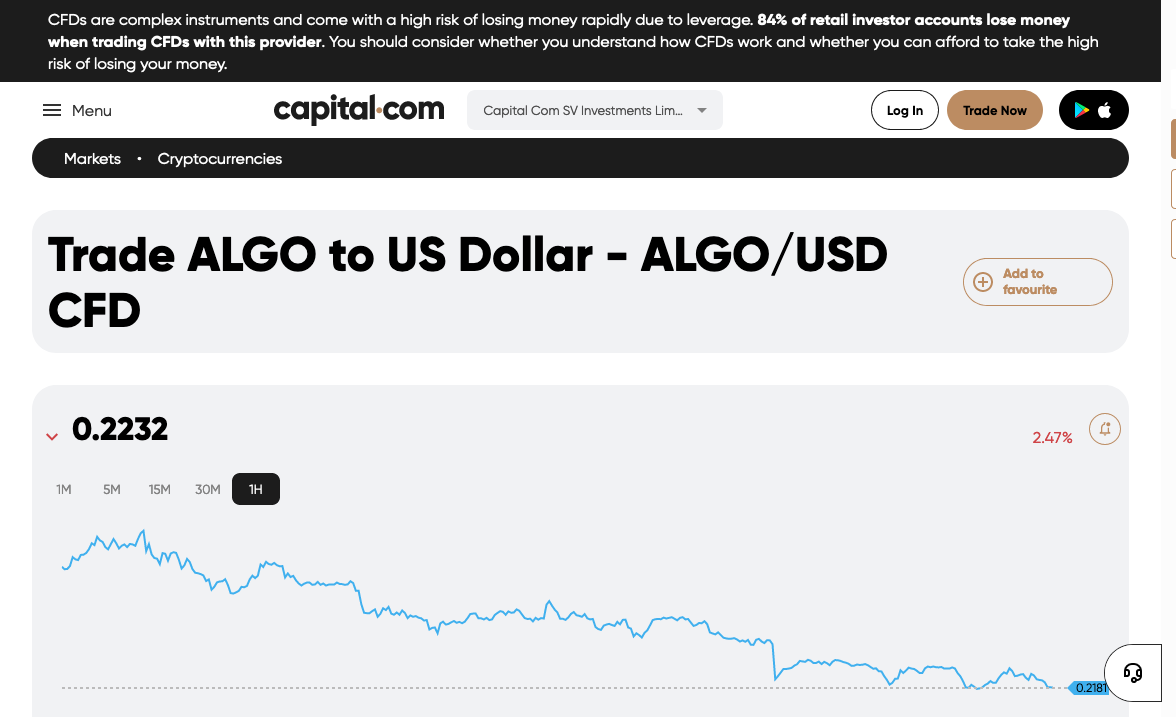 CFDs are complex instruments and come with a high risk of losing money rapidly due to leverage. 84% of retail investor accounts lose money
when trading CFDs with this provider. You should consider whether you understand how CFDs work and whether you can afford to take the high
risk of losing your money.
Menu
capital.com
Capital Com SV Investments Lim...
Log In
Trade Now
Markets • Cryptocurrencies
Trade ALGO to US Dollar - ALGO/USD
CFD
Add to
favourite
0.2232
2.47%
1M 5M 15M 30M 1H
0.2181